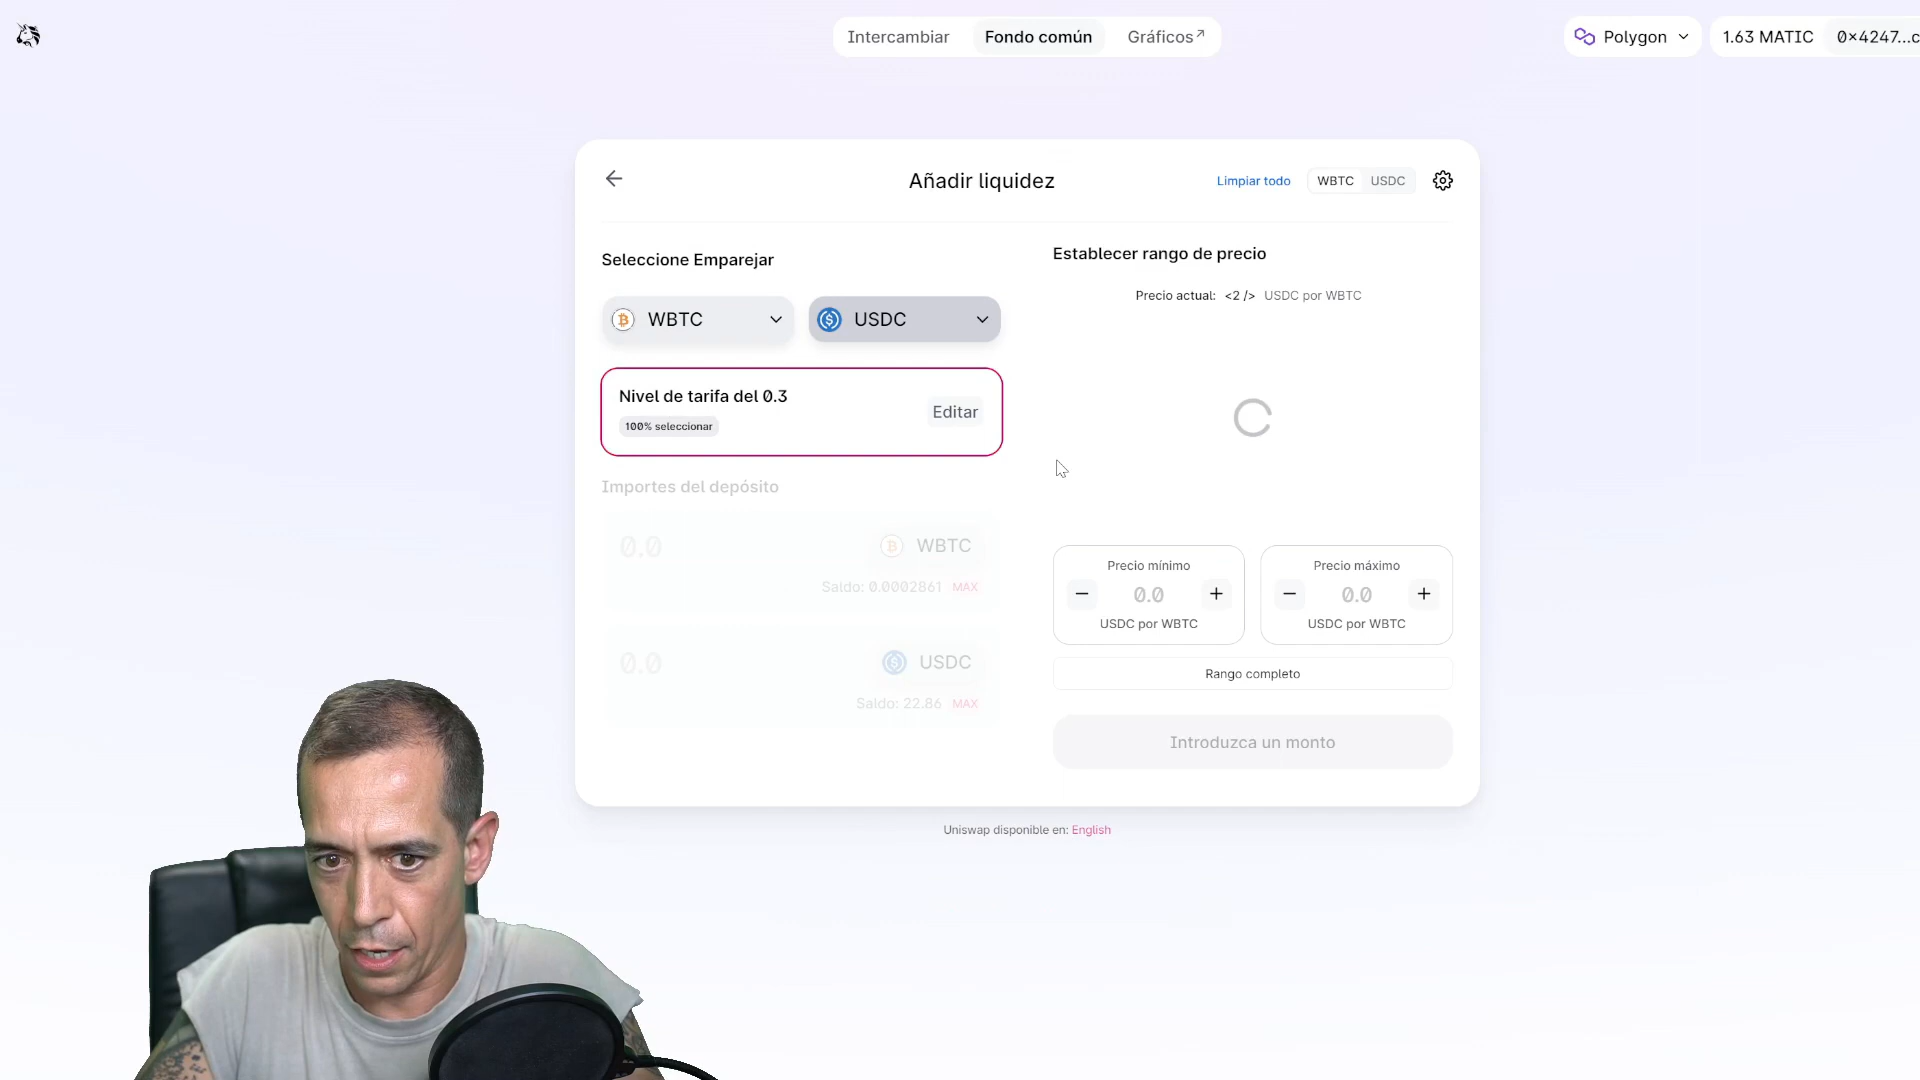 Intercambiar
Fondo común
Gráficos↗
Polygon
1.63 MATIC
0×4247...c
Añadir liquidez
Limpiar todo
WBTC
USDC
Seleccione Emparejar
WBTC
USDC
Nivel de tarifa del 0.3
100% seleccionar
Editar
Importes del depósito
0.0
WBTC
Saldo: 0.0002861 MAX
0.0
USDC
Saldo: 22.86 MAX
Establecer rango de precio
Precio actual: <2 /> USDC por WBTC
Precio mínimo
0.0
USDC por WBTC
Precio máximo
0.0
USDC por WBTC
Rango completo
Introduzca un monto
Uniswap disponible en: English